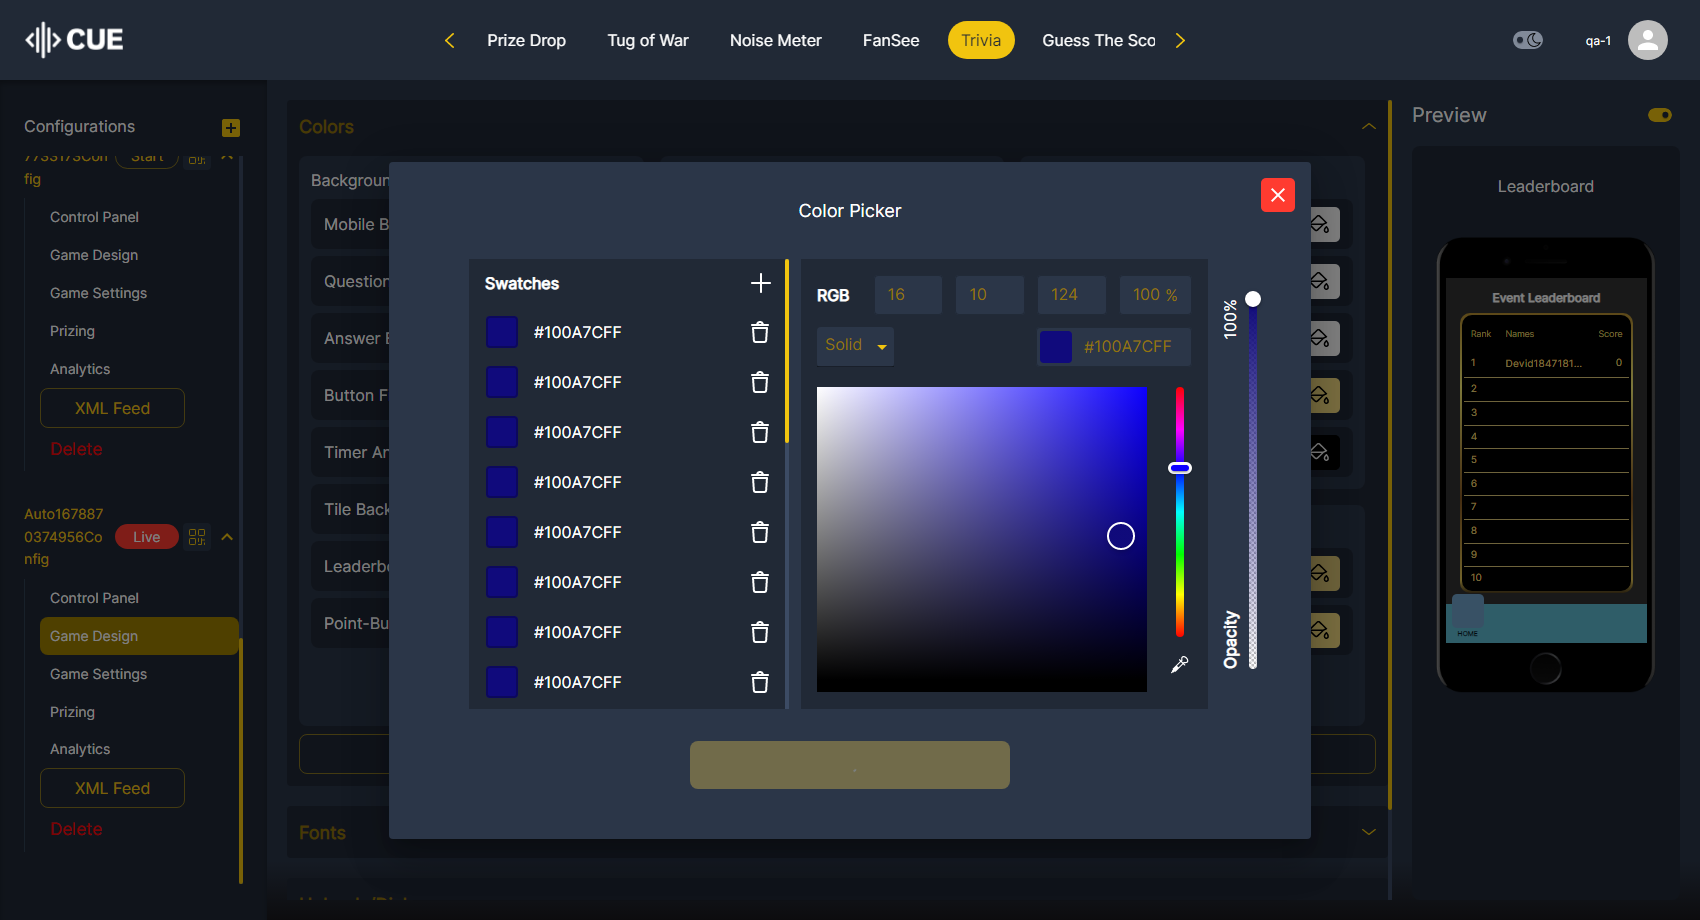 CUE
Prize Drop
Tug of War
Noise Meter
FanSee
Trivia
Guess The Sco
qa-1
Configurations
7733173Con
fig
Start
Control Panel
Game Design
Game Settings
Prizing
Analytics
XML Feed
Delete
Auto167887
0374956Co
nfig
Live
Control Panel
Game Design
Game Settings
Prizing
Analytics
XML Feed
Delete
Colors
Backgroun
Mobile B
Question
Answer
Button F
Timer An
Tile Back
Leaderbo
Point-Bu
Fonts
Color Picker
Swatches
#100A7CFF
#100A7CFF
#100A7CFF
#100A7CFF
#100A7CFF
#100A7CFF
#100A7CFF
#100A7CFF
RGB
16
10
124
100 %
Solid
#100A7CFF
100%
Opacity
Preview
Leaderboard
Event Leaderboard
Rank Names Score
1 Devid1847181... 0
2
3
4
5
6
7
8
9
10
HOME